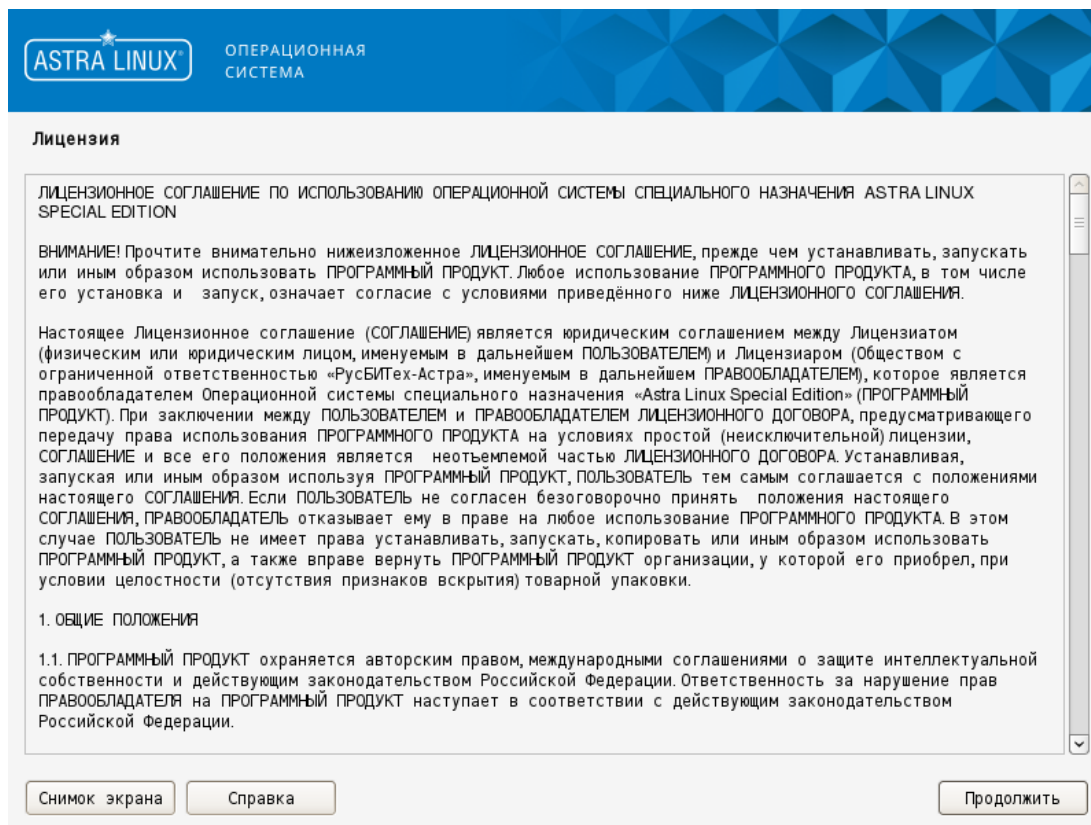 ASTRA LINUX®
ОПЕРАЦИОННАЯ
СИСТЕМА
Лицензия
ЛИЦЕНЗИОННОЕ СОГЛАШЕНИЕ ПО ИСПОЛЬЗОВАНИЮ ОПЕРАЦИОННОЙ СИСТЕМЫ СПЕЦИАЛЬНОГО НАЗНАЧЕНИЯ ASTRA LINUX
SPECIAL EDITION
ВНИМАНИЕ! Прочтите внимательно нижеизложенное ЛИЦЕНЗИОННОЕ СОГЛАШЕНИЕ, прежде чем устанавливать, запускать
или иным образом использовать ПРОГРАММНЫЙ ПРОДУКТ. Любое использование ПРОГРАММНОГО ПРОДУКТА, в том числе
его установка и запуск, означает согласие с условиями приведённого ниже ЛИЦЕНЗИОННОГО СОГЛАШЕНИЯ.
Настоящее Лицензионное соглашение (СОГЛАШЕНИЕ) является юридическим соглашением между Лицензиатом
(физическим или юридическим лицом, именуемым в дальнейшем ПОЛЬЗОВАТЕЛЕМ) и Лицензиаром (Обществом с
ограниченной ответственностью «РусБИТех-Астра», именуемым в дальнейшем ПРАВООБЛАДАТЕЛЕМ), которое является
правообладателем Операционной системы специального назначения «Astra Linux Special Edition» (ПРОГРАММНЫЙ
ПРОДУКТ). При заключении между ПОЛЬЗОВАТЕЛЕМ и ПРАВООБЛАДАТЕЛЕМ ЛИЦЕНЗИОННОГО ДОГОВОРА, предусматривающего
передачу права использования ПРОГРАММНОГО ПРОДУКТА на условиях простой (неисключительной) лицензии,
СОГЛАШЕНИЕ и все его положения является неотъемлемой частью ЛИЦЕНЗИОННОГО ДОГОВОРА. Устанавливая,
запуская или иным образом используя ПРОГРАММНЫЙ ПРОДУКТ, ПОЛЬЗОВАТЕЛЬ тем самым соглашается с положениями
настоящего СОГЛАШЕНИЯ. Если ПОЛЬЗОВАТЕЛЬ не согласен безоговорочно принять положения настоящего
СОГЛАШЕНИЯ, ПРАВООБЛАДАТЕЛЬ отказывает ему в праве на любое использование ПРОГРАММНОГО ПРОДУКТА. В этом
случае ПОЛЬЗОВАТЕЛЬ не имеет права устанавливать, запускать, копировать или иным образом использовать
ПРОГРАММНЫЙ ПРОДУКТ, а также вправе вернуть ПРОГРАММНЫЙ ПРОДУКТ организации, у которой его приобрел, при
условии целостности (отсутствия признаков вскрытия) товарной упаковки.
1. ОБЩИЕ ПОЛОЖЕНИЯ
1.1. ПРОГРАММНЫЙ ПРОДУКТ охраняется авторским правом, международными соглашениями о защите интеллектуальной
собственности и действующим законодательством Российской Федерации. Ответственность за нарушение прав
ПРАВООБЛАДАТЕЛЯ на ПРОГРАММНЫЙ ПРОДУКТ наступает в соответствии с действующим законодательством
Российской Федерации.
Снимок экрана
Справка
Продолжить